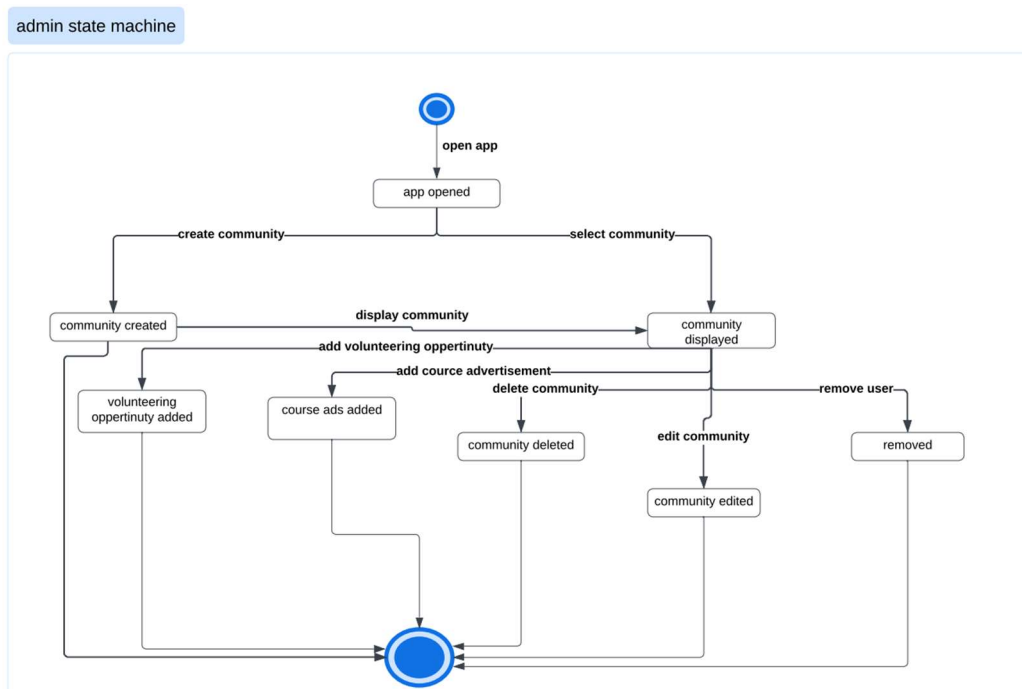 admin state machine
open app
app opened
create community
select community
community created
display community
community
displayed
add volunteering oppertinuty
add cource advertisement
delete community
remove user
volunteering
oppertinuty added
course ads added
edit community
community deleted
removed
community edited